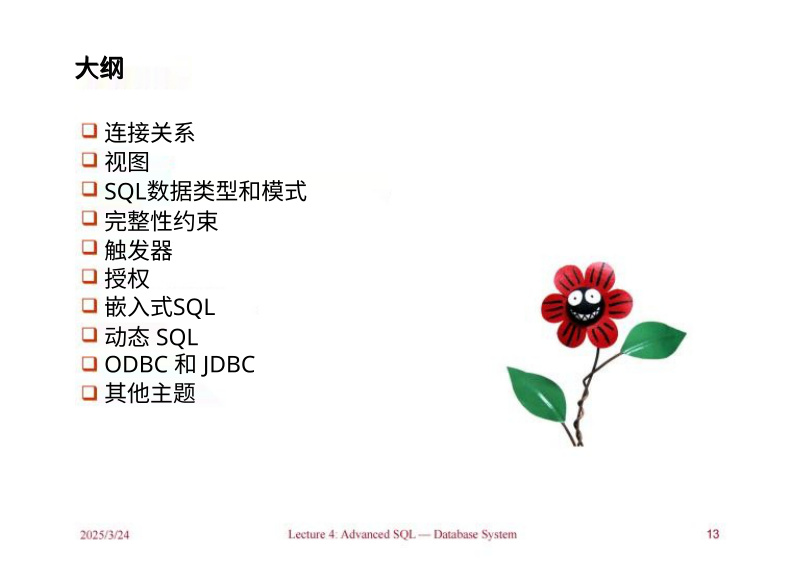 大纲
连接关系
视图
SQL数据类型和模式
完整性约束
触发器
授权
嵌入式SQL
动态 SQL
ODBC 和 JDBC
其他主题
2025/3/24 Lecture 4: Advanced SQL — Database System 13